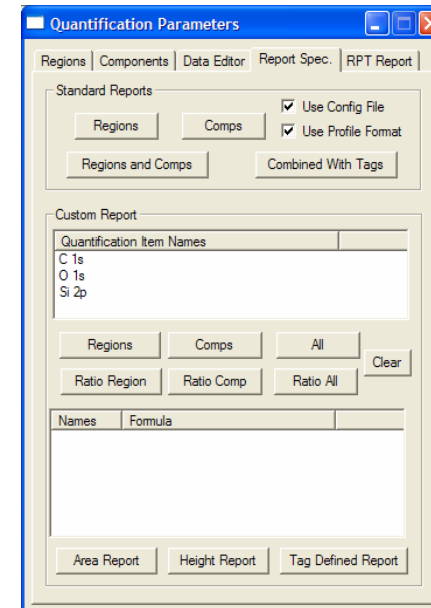 Quantification Parameters
Regions Components Data Editor Report Spec. RPT Report
Standard Reports
Use Config File
Regions Comps
Use Profile Format
Regions and Comps Combined With Tags
Custom Report
Quantification Item Names
C 1s
O 1s
Si 2p
Regions Comps All
Clear
Ratio Region Ratio Comp Ratio All
Names Formula
Area Report Height Report Tag Defined Report